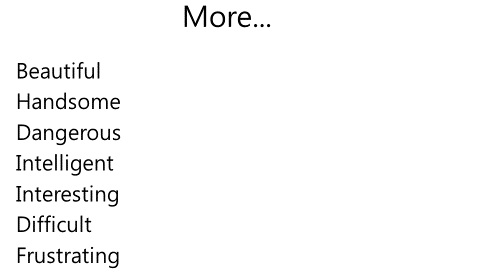 More...
Beautiful
Handsome
Dangerous
Intelligent
Interesting
Difficult
Frustrating